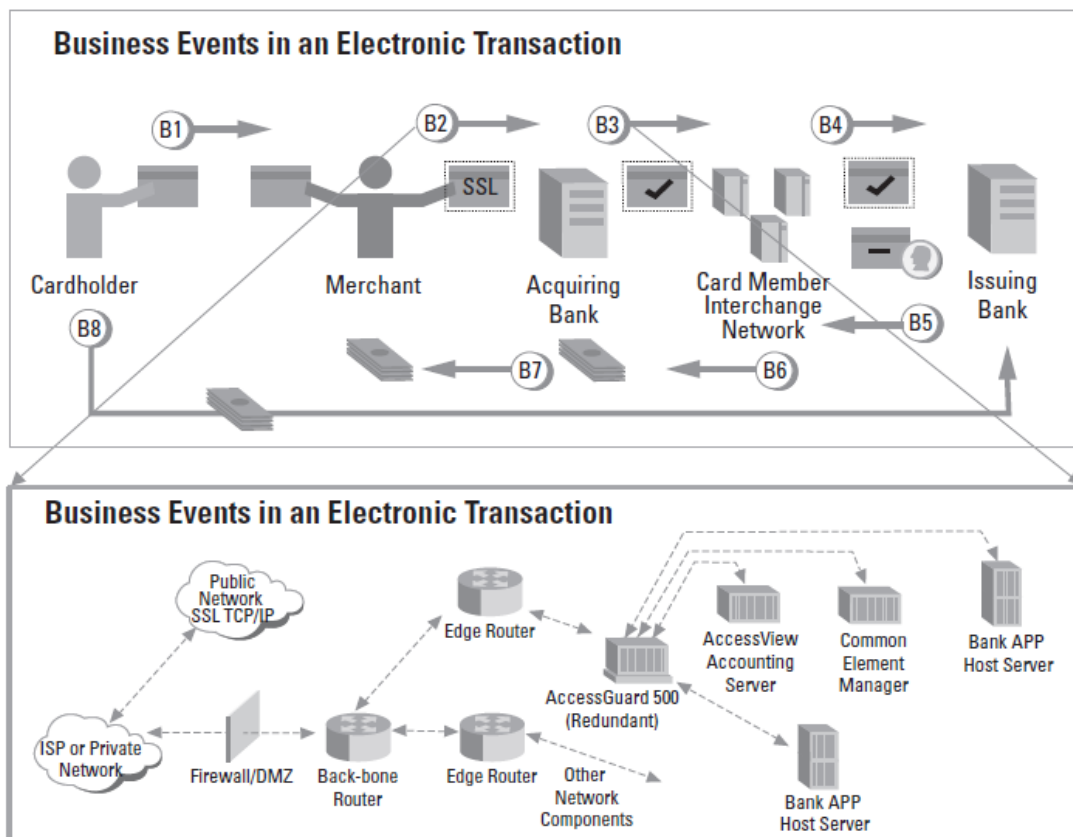 Business Events in an Electronic Transaction
B1
B2
B3
B4
SSL
Cardholder
Merchant
Acquiring
Bank
Card Member
Interchange
Network
Issuing
Bank
B8
B5
B7
B6
Business Events in an Electronic Transaction
Public
Network
SSL TCP/IP
Edge Router
AccessView
Accounting
Server
Common
Element
Manager
Bank APP
Host Server
AccessGuard 500
(Redundant)
ISP or Private
Network
Firewall/DMZ
Back-bone
Router
Edge Router
Other
Network
Components
Bank APP
Host Server